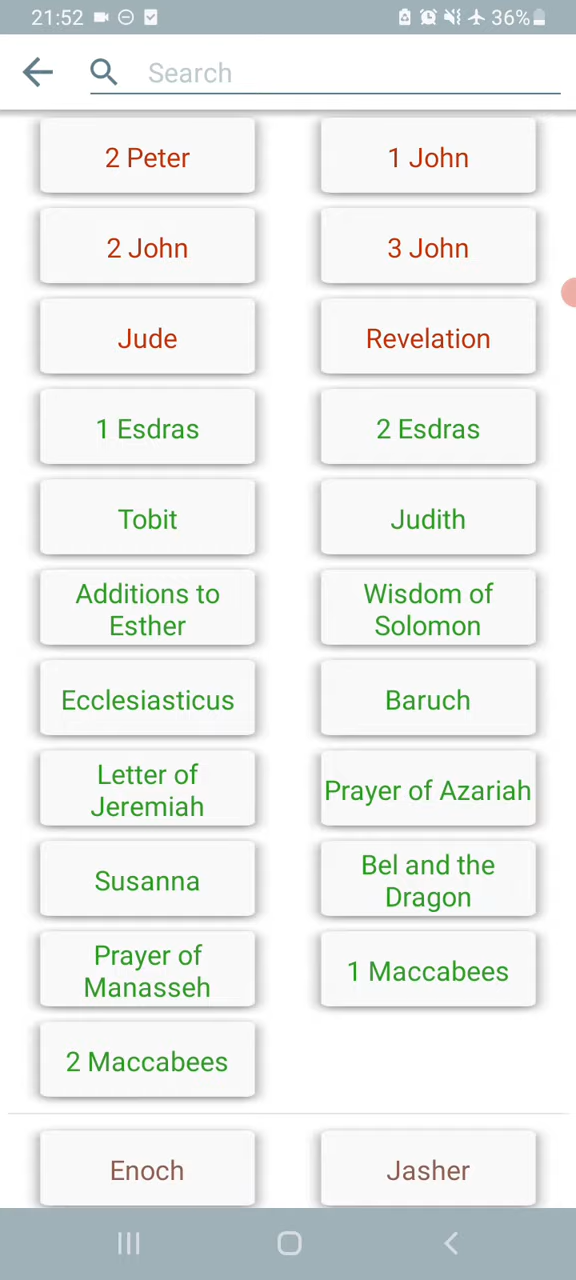 21:52 36%
Search
2 Peter
1 John
2 John
3 John
Jude
Revelation
1 Esdras
2 Esdras
Tobit
Judith
Additions to
Esther
Wisdom of
Solomon
Ecclesiasticus
Baruch
Letter of
Jeremiah
Prayer of Azariah
Susanna
Bel and the
Dragon
Prayer of
Manasseh
1 Maccabees
2 Maccabees
Enoch
Jasher